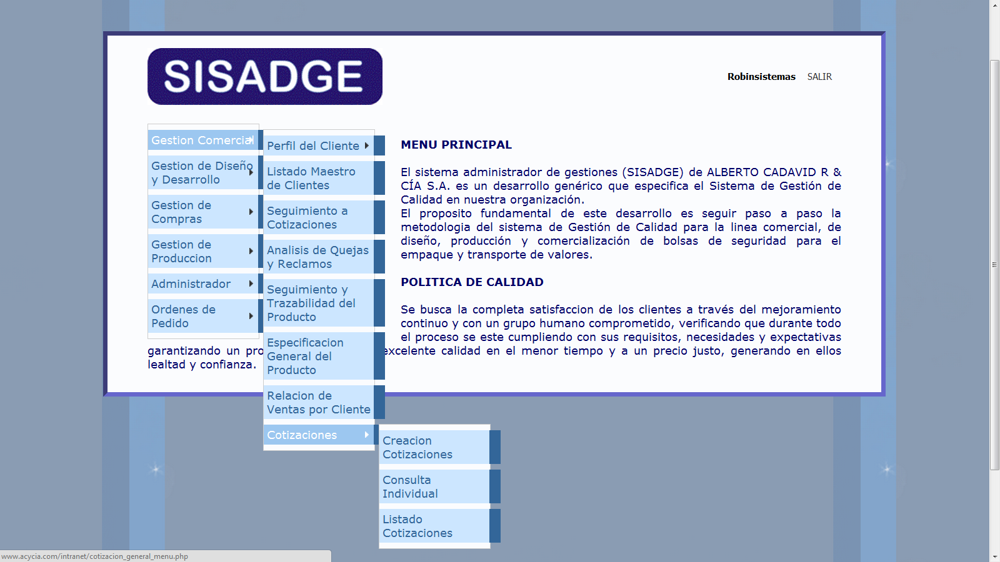 SISADGE
Robinsistemas SALIR
Gestion Comercial
Gestion de Diseño
y Desarrollo
Gestion de
Compras
Gestion de
Produccion
Administrador
Ordenes de
Pedido
Perfil del Cliente
Listado Maestro
de Clientes
Seguimiento a
Cotizaciones
Analisis de Quejas
y Reclamos
Seguimiento y
Trazabilidad del
Producto
Especificacion
General del
Producto
Relacion de
Ventas por Cliente
Cotizaciones
Creacion
Cotizaciones
Consulta
Individual
Listado
Cotizaciones
MENU PRINCIPAL
El sistema administrador de gestiones (SISADGE) de ALBERTO CADAVID R &
CÍA S.A. es un desarrollo genérico que especifica el Sistema de Gestión de
Calidad en nuestra organización.
El proposito fundamental de este desarrollo es seguir paso a paso la
metodologia del sistema de Gestión de Calidad para la linea comercial, de
diseño, producción y comercialización de bolsas de seguridad para el
empaque y transporte de valores.
POLITICA DE CALIDAD
Se busca la completa satisfaccion de los clientes a través del mejoramiento
continuo y con un grupo humano comprometido, verificando que durante todo
el proceso se este cumpliendo con sus requisitos, necesidades y expectativas
garantizando un excelente calidad en el menor tiempo y a un precio justo, generando en ellos
lealtad y confianza.
www.acycia.com/intranet/cotizacion_general_menu.php